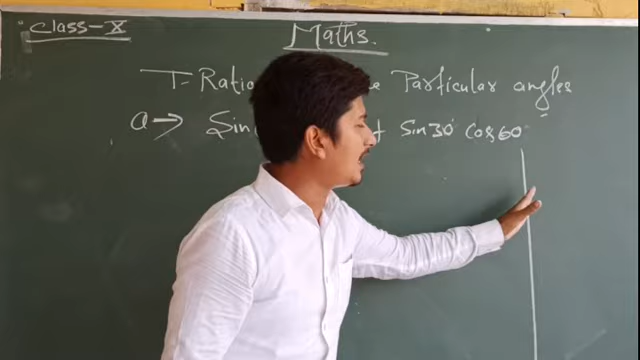 Class-X
Maths.
T-Ratio Particular angles
Q→ Sin Sin 30° Cos 60°